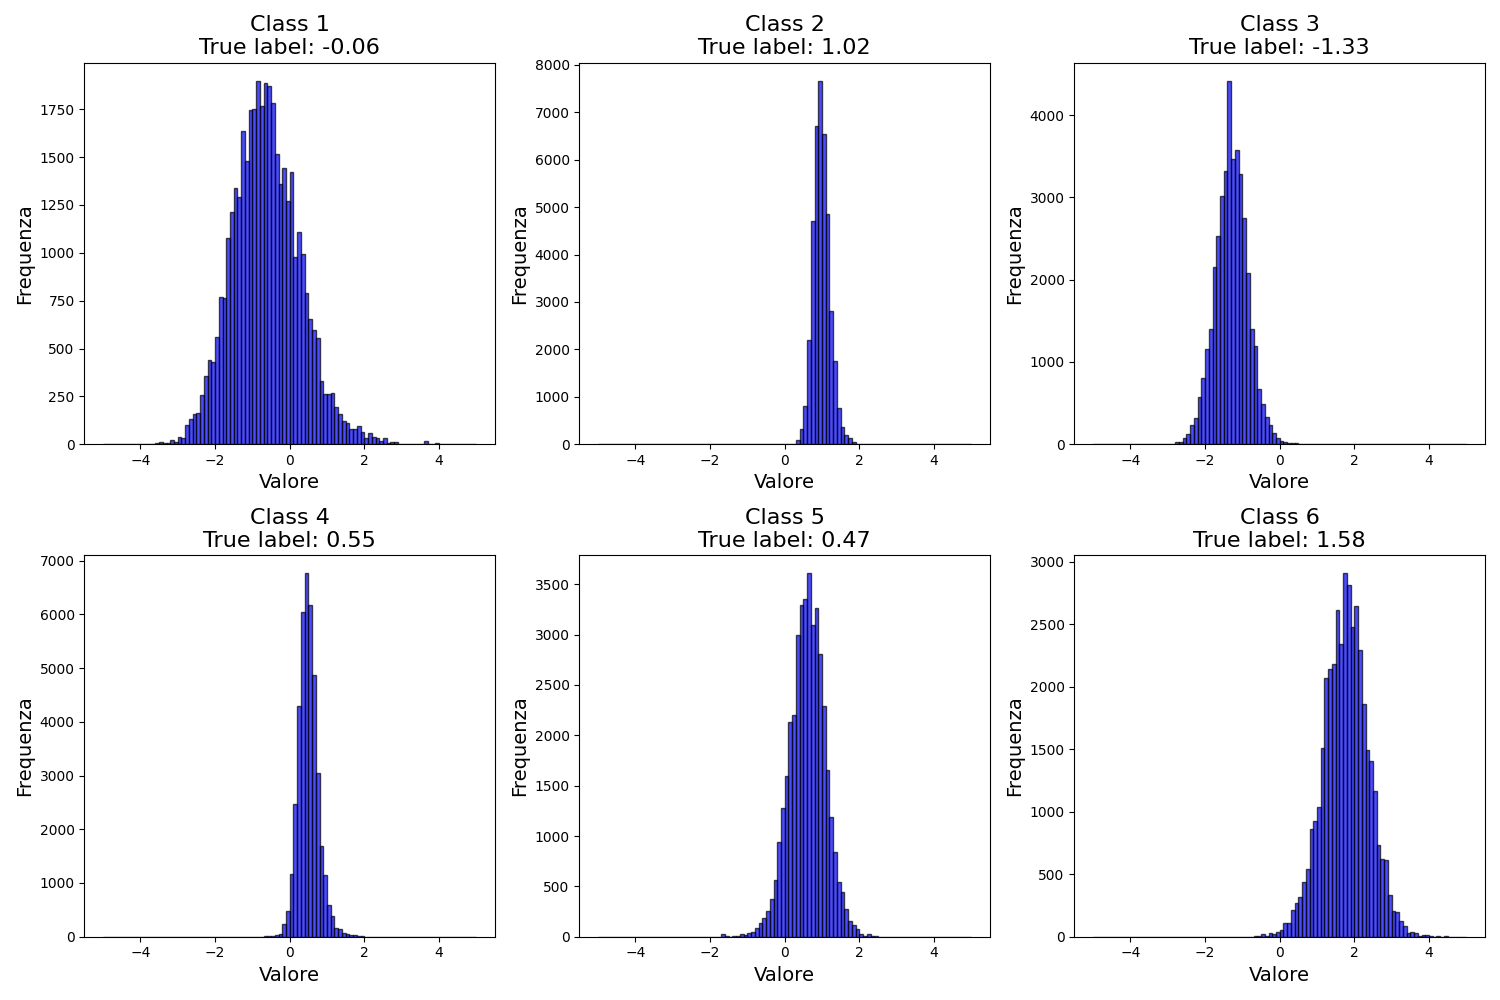 Class 1
True label: -0.06
Class 2
True label: 1.02
Class 3
True label: -1.33
Frequenza
1750
1500
1250
1000
750
500
250
0
−4 −2 0 2 4
Valore
Frequenza
8000
7000
6000
5000
4000
3000
2000
1000
0
−4 −2 0 2 4
Valore
Frequenza
4000
3000
2000
1000
0
−4 −2 0 2 4
Valore
Class 4
True label: 0.55
Class 5
True label: 0.47
Class 6
True label: 1.58
Frequenza
7000
6000
5000
4000
3000
2000
1000
0
−4 −2 0 2 4
Valore
Frequenza
3500
3000
2500
2000
1500
1000
500
0
−4 −2 0 2 4
Valore
Frequenza
3000
2500
2000
1500
1000
500
0
−4 −2 0 2 4
Valore